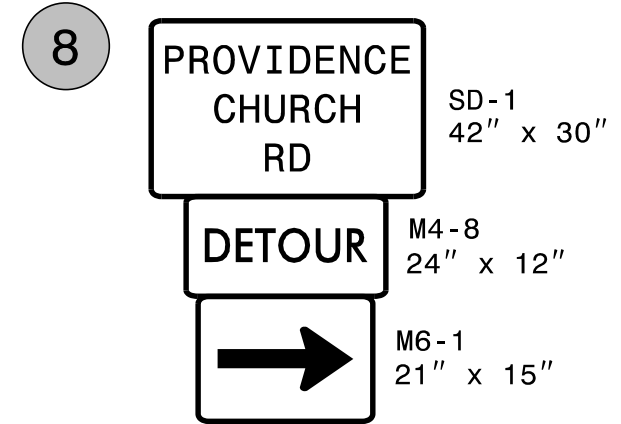 8
PROVIDENCE
CHURCH
RD
SD-1
42" x 30"
DETOUR
M4-8
24" x 12"
M6-1
21" x 15"